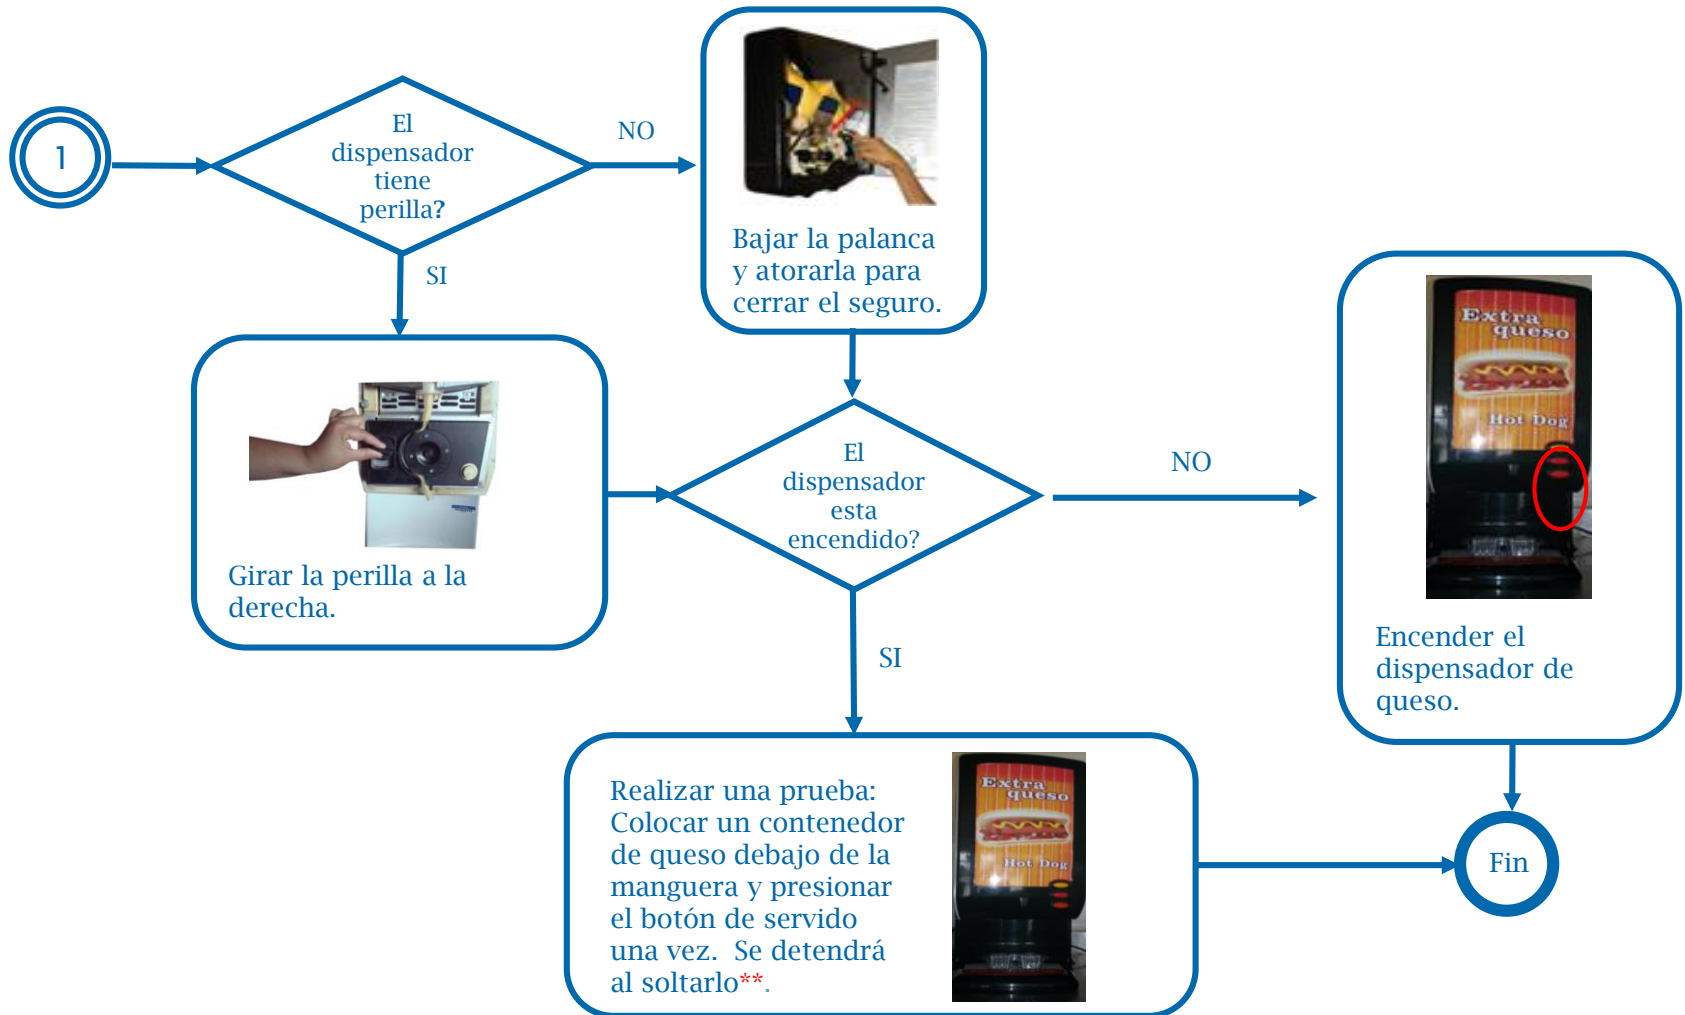 1
El
dispensador
tiene
perilla?
NO
SI
Bajar la palanca
y atorarla para
cerrar el seguro.
Girar la perilla a la
derecha.
El
dispensador
esta
encendido?
NO
SI
Extra
queso
Hot Dog
Encender el
dispensador de
queso.
Realizar una prueba:
Colocar un contenedor
de queso debajo de la
manguera y presionar
el botón de servido
una vez.  Se detendrá
al soltarlo**.
Extra
queso
Hot Dog
Fin